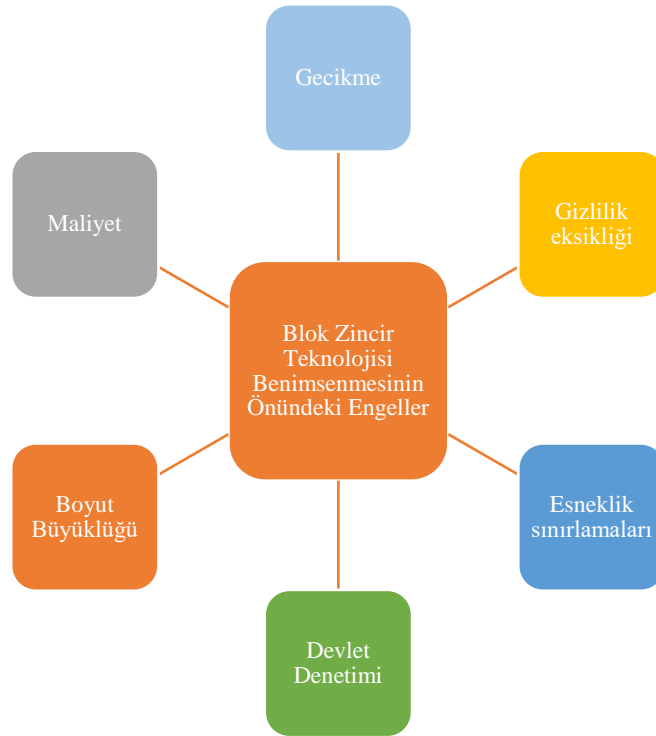 Gecikme
Maliyet
Gizlilik
eksikliği
Blok Zincir
Teknolojisi
Benimsenmesinin
Önündeki Engeller
Boyut
Büyüklüğü
Esneklik
sınırlamaları
Devlet
Denetimi